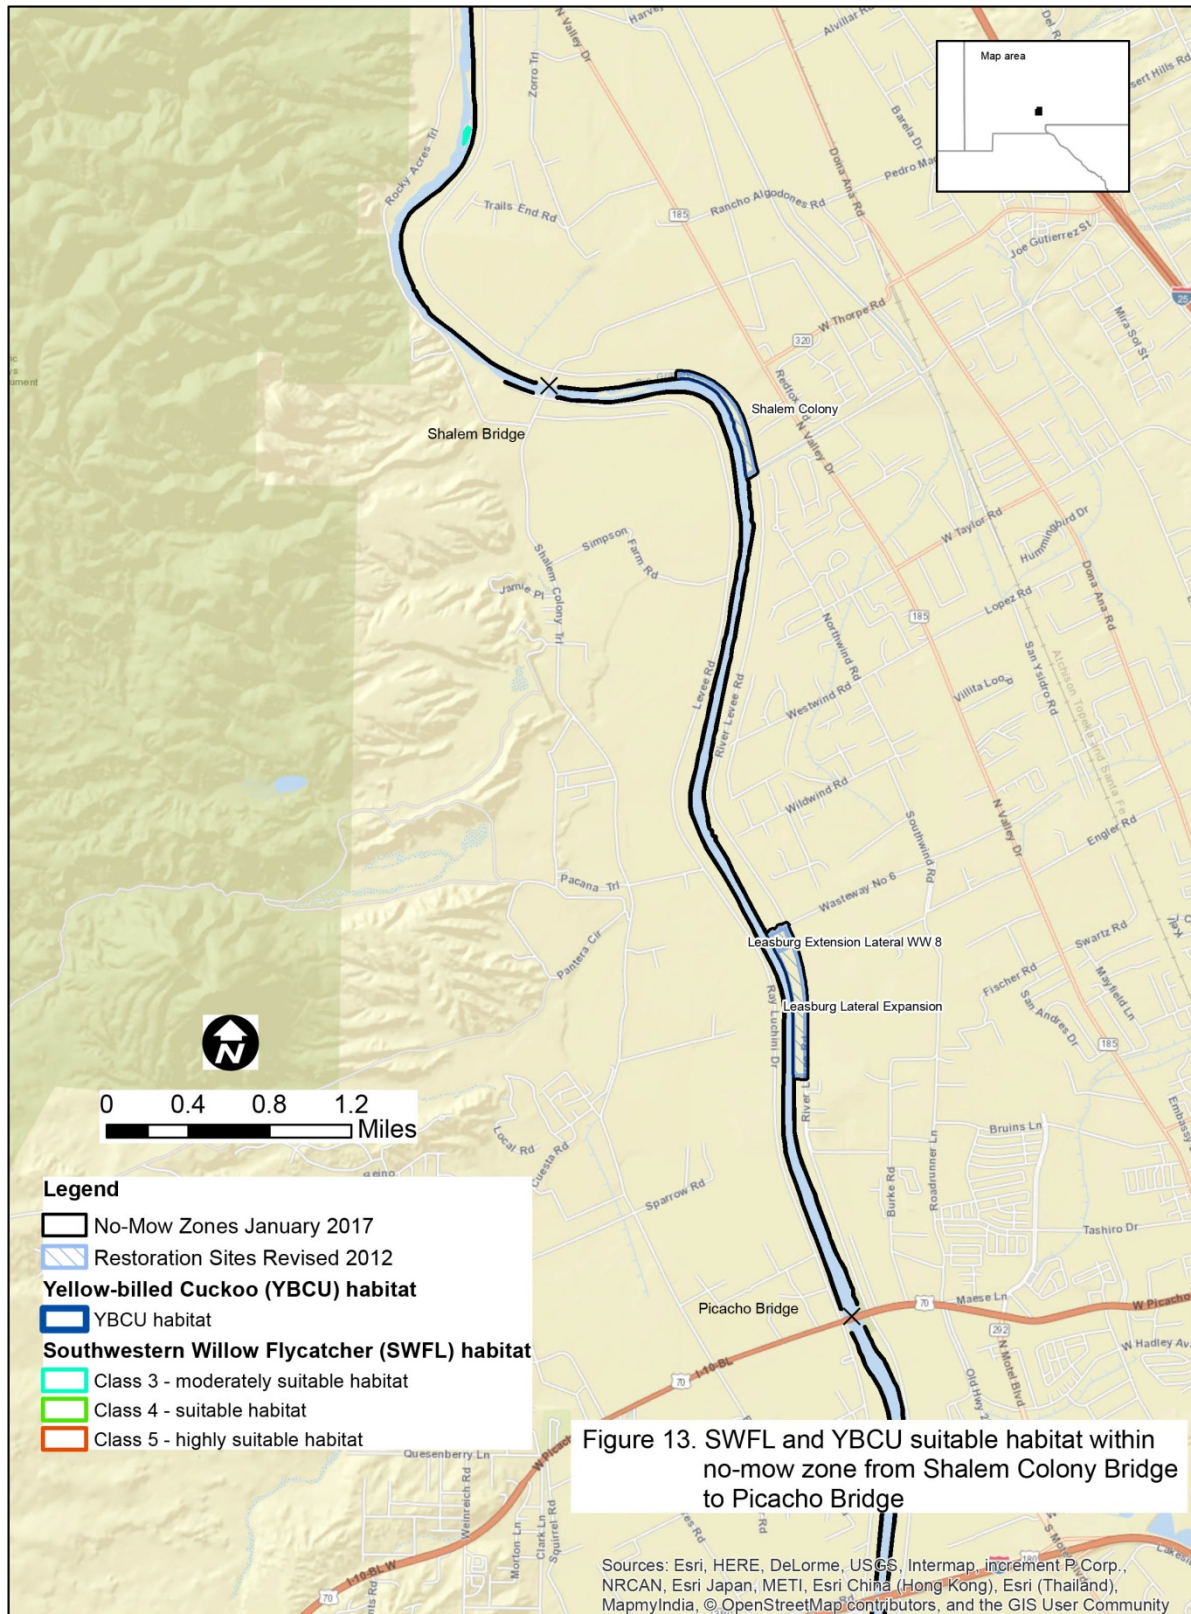 Map area
N Valley Dr
Harvey
Alvillar Rd
Del R
esert Hills Rd
Zorro Trl
Barela Dr
Dona Ana Rd
Rocky Acres Trl
Trails End Rd
185
Rancho Algodones Rd
Joe Gutierrez St
25
Mira Sol St
W Thorpe Rd
320
Shalem Bridge
Shalem Colony
Redfox Rd
N Valley Dr
W Taylor Rd
Hummingbird Dr
Simpson Farm Rd
Jamie Pl
Shalem Colony Trl
Lopez Rd
Dona Ana Rd
185
Northwind Rd
San Ysidro Rd
Atchison Topeka and Santa Fe
Villita Loop
Levee Rd
River Levee Rd
Westwind Rd
Wildwind Rd
Southwind Rd
N Valley Dr
Engler Rd
Pacana Trl
Wasteway No 6
Pantera Cir
Leasburg Extension Lateral WW 8
Swartz Rd
Fischer Rd
Mayfield Ln
Leasburg Lateral Expansion
San Andres Dr
Ray Luchini Dr
185
N
0 0.4 0.8 1.2
Miles
Local Rd
Cuesta Rd
Bruins Ln
Embassy
Burke Rd
Roadrunner Ln
Sparrow Rd
Tashiro Dr
Legend
No-Mow Zones January 2017
Restoration Sites Revised 2012
Yellow-billed Cuckoo (YBCU) habitat
YBCU habitat
Southwestern Willow Flycatcher (SWFL) habitat
Class 3 - moderately suitable habitat
Class 4 - suitable habitat
Class 5 - highly suitable habitat
Picacho Bridge
70
Maese Ln
W Picacho
292
N Motel Blvd
W Hadley Av
I-10-BL
70
Old Hwy
Quesenberry Ln
W Picach
Weinreich Rd
Morton Ln
Clark Ln
Squirrel Rd
I-10-BL W
70
Figure 13. SWFL and YBCU suitable habitat within
no-mow zone from Shalem Colony Bridge
to Picacho Bridge
180
Sources: Esri, HERE, DeLorme, USGS, Intermap, increment P Corp.,
NRCAN, Esri Japan, METI, Esri China (Hong Kong), Esri (Thailand),
MapmyIndia, © OpenStreetMap contributors, and the GIS User Community